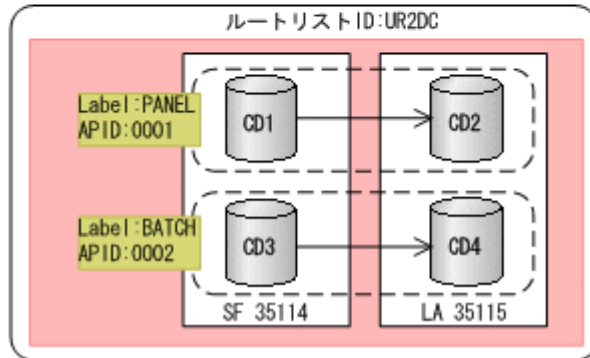 ルートリストID:UR2DC
Label:PANEL
APID:0001
CD1
CD2
Label:BATCH
APID:0002
CD3
CD4
SF 35114
LA 35115